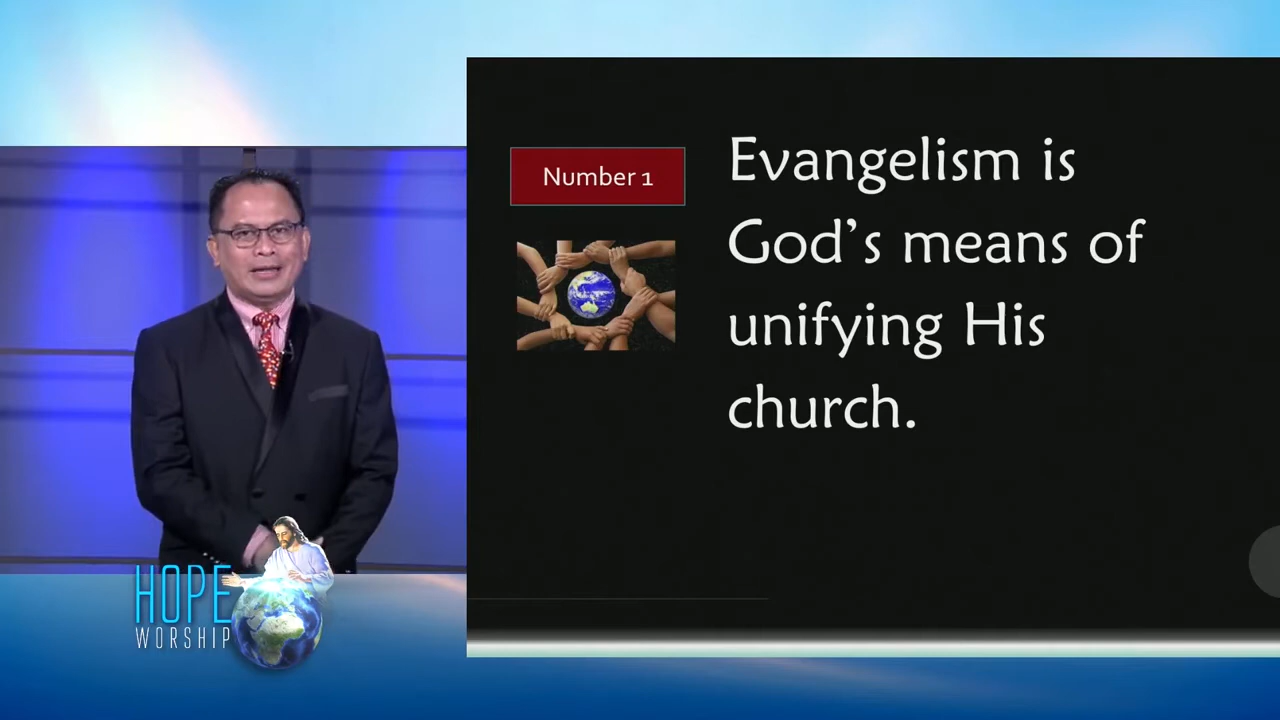 Number 1
Evangelism is
God's means of
unifying His
church.
HOPE
WORSHIP